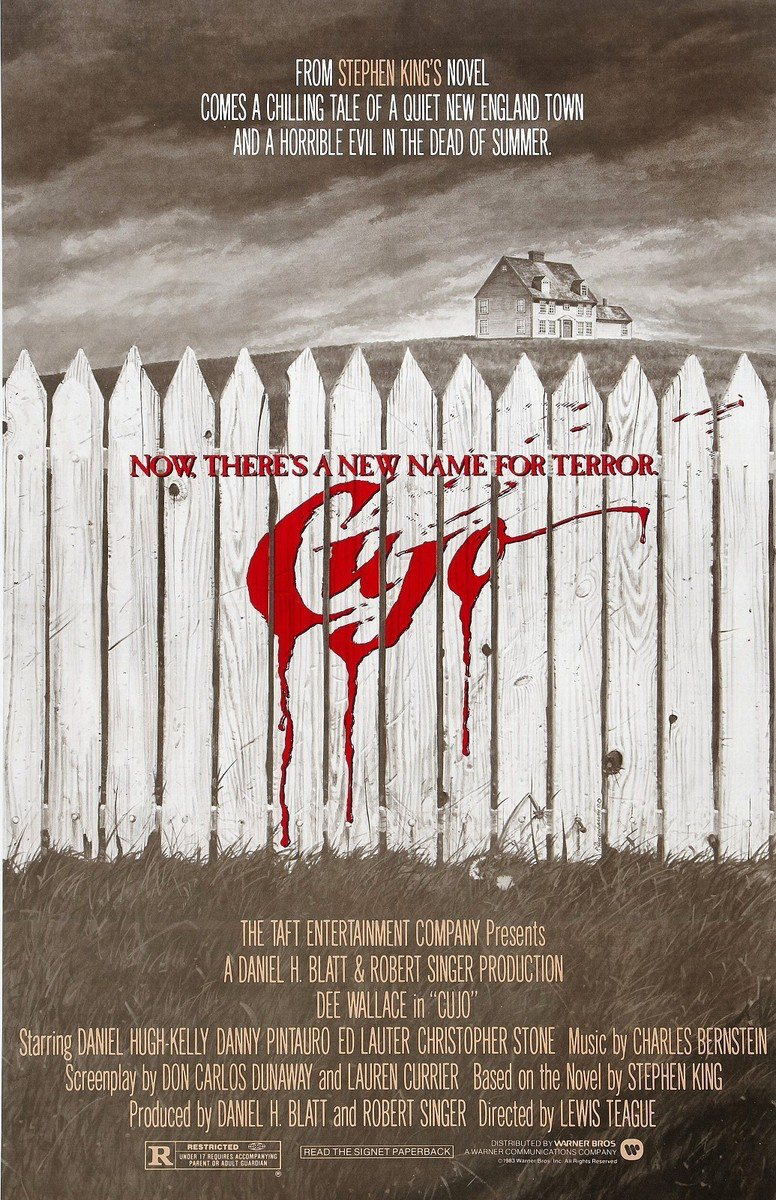 FROM STEPHEN KING'S NOVEL
COMES A CHILLING TALE OF A QUIET NEW ENGLAND TOWN
AND A HORRIBLE EVIL IN THE DEAD OF SUMMER.
NOW, THERE'S A NEW NAME FOR TERROR.
Cujo
THE TAFT ENTERTAINMENT COMPANY Presents
A DANIEL H. BLATT & ROBERT SINGER PRODUCTION
DEE WALLACE in "CUJO"
Starring DANIEL HUGH-KELLY DANNY PINTAURO ED LAUTER CHRISTOPHER STONE Music by CHARLES BERNSTEIN
Screenplay by DON CARLOS DUNAWAY and LAUREN CURRIER Based on the Novel by STEPHEN KING
Produced by DANIEL H. BLATT and ROBERT SINGER Directed by LEWIS TEAGUE
R RESTRICTED
UNDER 17 REQUIRES ACCOMPANYING
PARENT OR ADULT GUARDIAN
®
READ THE SIGNET PAPERBACK
DISTRIBUTED BY WARNER BROS
A WARNER COMMUNICATIONS COMPANY
©1983 Warner Bros. Inc. All Rights Reserved